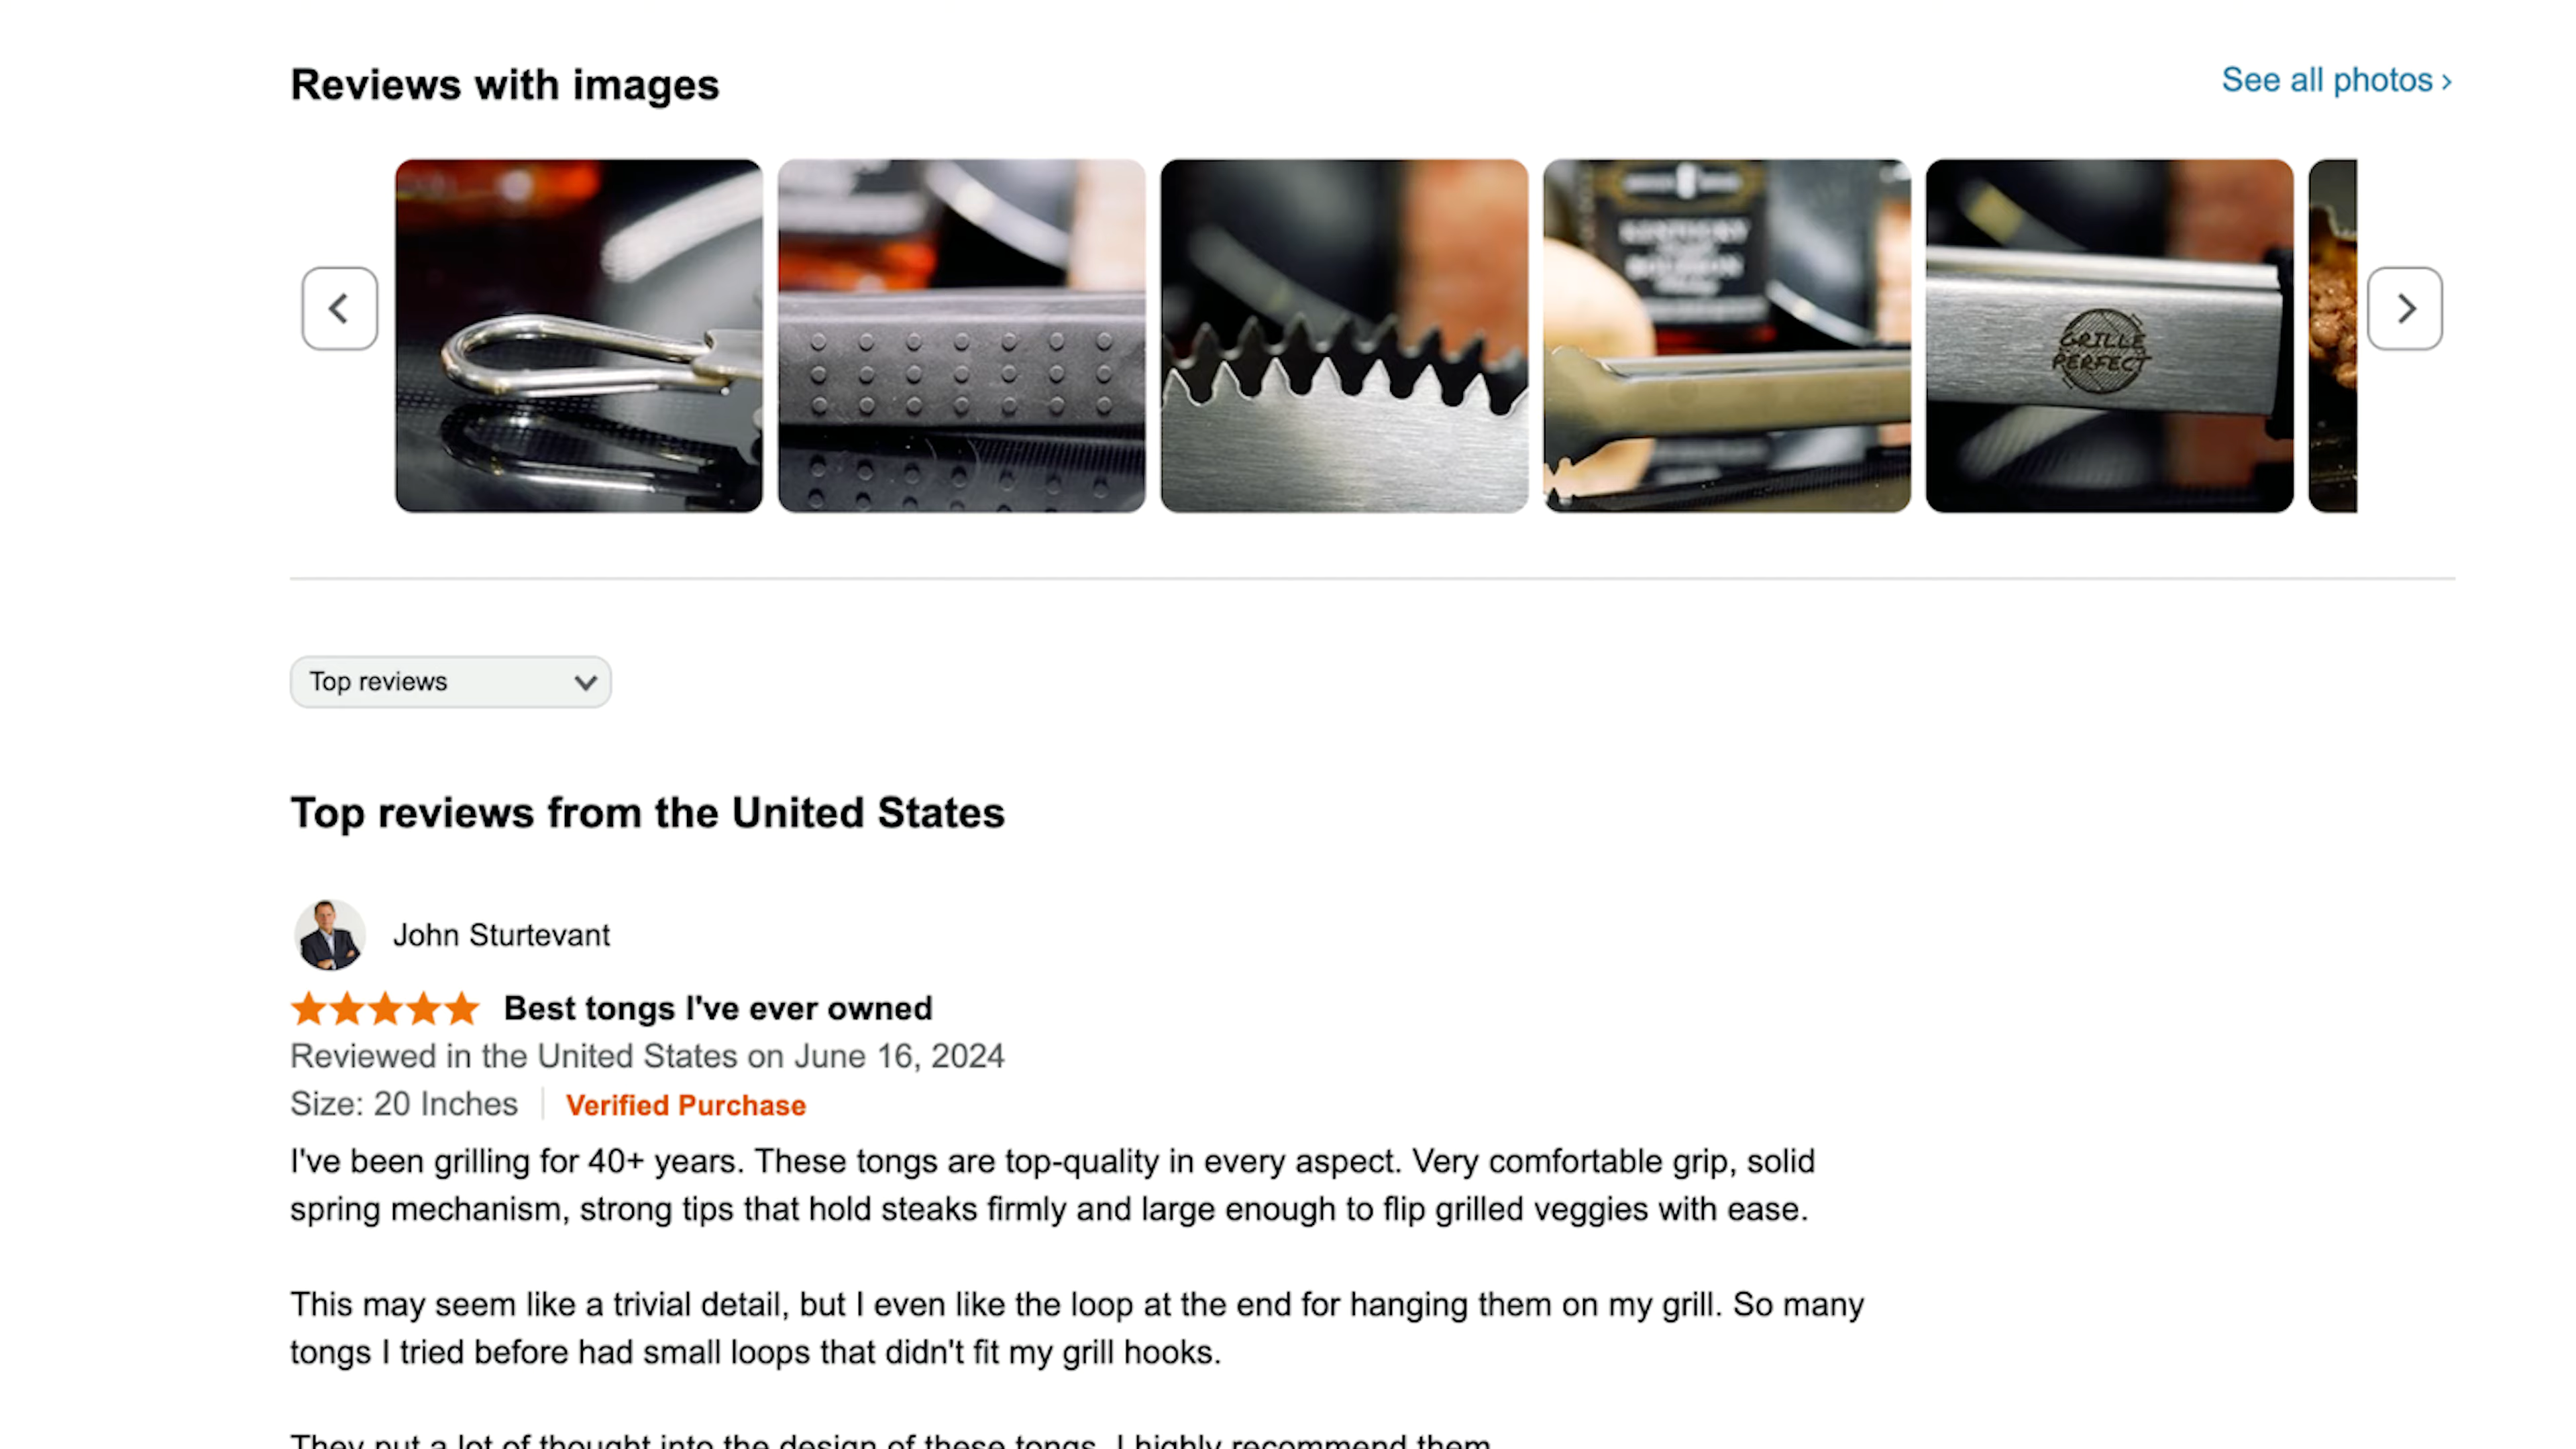 Reviews with images
See all photos ›
KENTUCKY
BOURBON
GRILLE
PERFECT
Top reviews
Top reviews from the United States
John Sturtevant
Best tongs I've ever owned
Reviewed in the United States on June 16, 2024
Size: 20 Inches
Verified Purchase
I've been grilling for 40+ years. These tongs are top-quality in every aspect. Very comfortable grip, solid
spring mechanism, strong tips that hold steaks firmly and large enough to flip grilled veggies with ease.
This may seem like a trivial detail, but I even like the loop at the end for hanging them on my grill. So many
tongs I tried before had small loops that didn't fit my grill hooks.
They put a lot of thought into the design of these tongs. I highly recommend them.